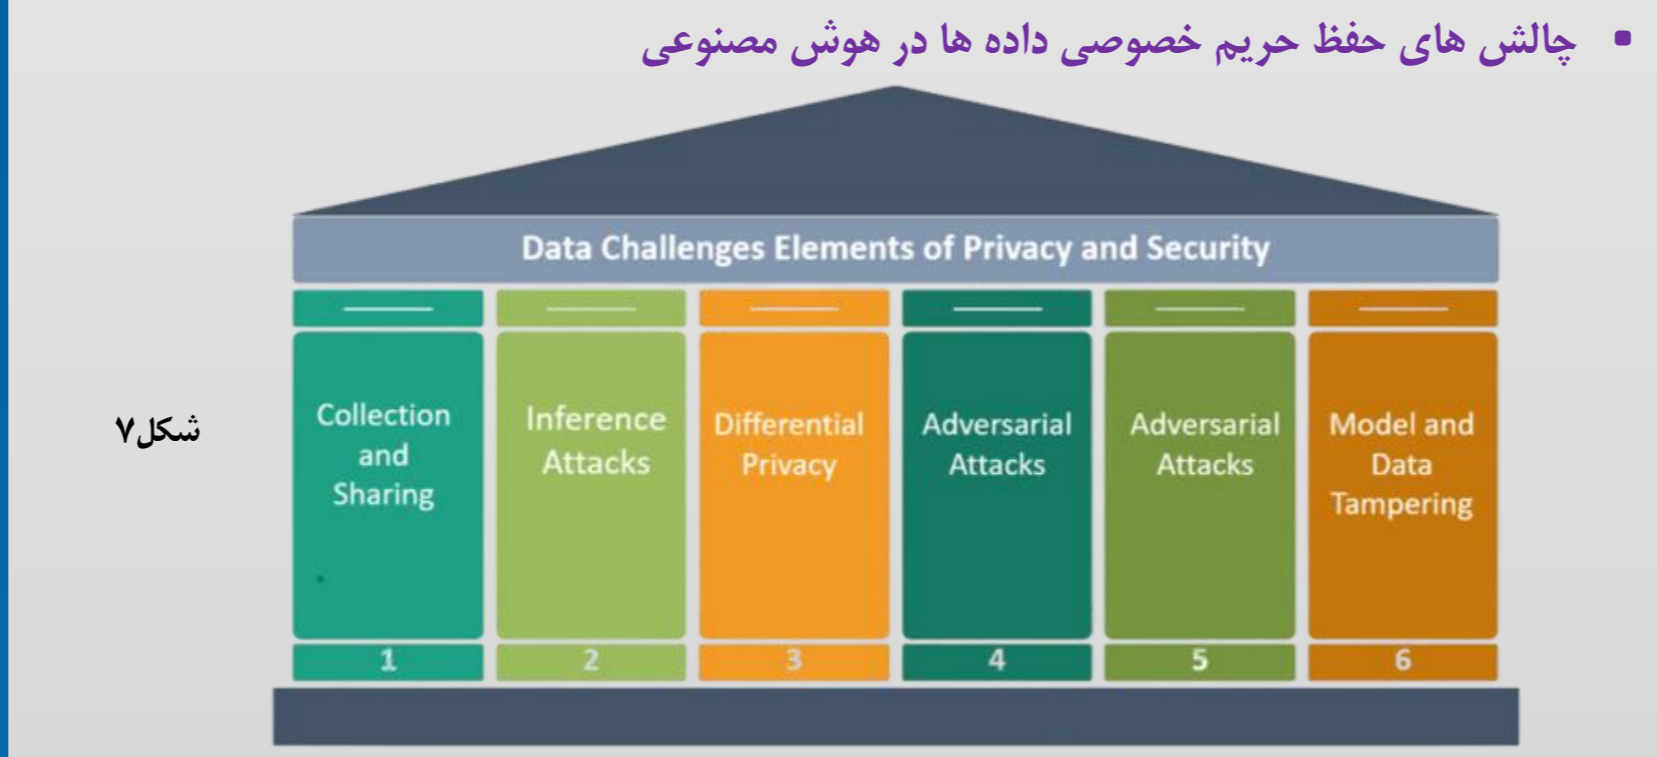 ▪ چالش های حفظ حریم خصوصی داده ها در هوش مصنوعی
Data Challenges Elements of Privacy and Security
Collection
and
Sharing
1
Inference
Attacks
2
Differential
Privacy
3
Adversarial
Attacks
4
Adversarial
Attacks
5
Model and
Data
Tampering
6
شکل۷